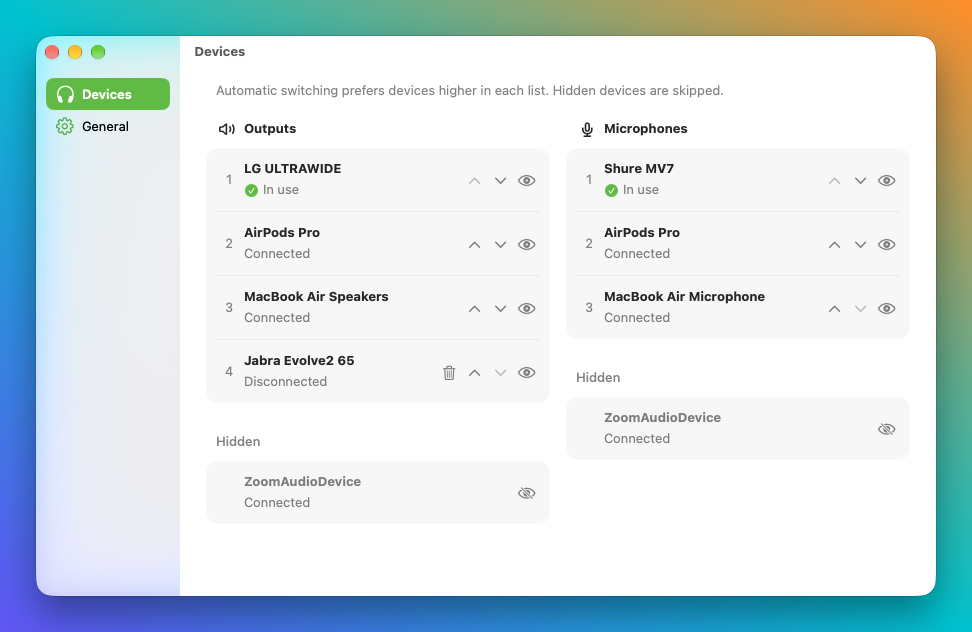 Devices
Devices
General
Automatic switching prefers devices higher in each list. Hidden devices are skipped.
Outputs
1
LG ULTRAWIDE
In use
2
AirPods Pro
Connected
3
MacBook Air Speakers
Connected
4
Jabra Evolve2 65
Disconnected
Hidden
ZoomAudioDevice
Connected
Microphones
1
Shure MV7
In use
2
AirPods Pro
Connected
3
MacBook Air Microphone
Connected
Hidden
ZoomAudioDevice
Connected